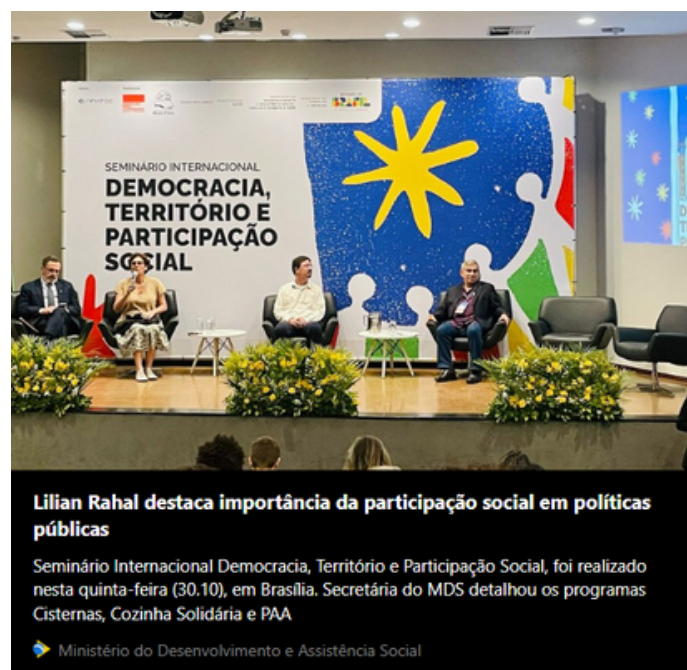 SEMINÁRIO INTERNACIONAL
DEMOCRACIA,
TERRITÓRIO E
PARTICIPAÇÃO
SOCIAL
BRASIL
Lilian Rahal destaca importância da participação social em políticas
públicas
Seminário Internacional Democracia, Território e Participação Social, foi realizado
nesta quinta-feira (30.10), em Brasília. Secretária do MDS detalhou os programas
Cisternas, Cozinha Solidária e PAA
Ministério do Desenvolvimento e Assistência Social